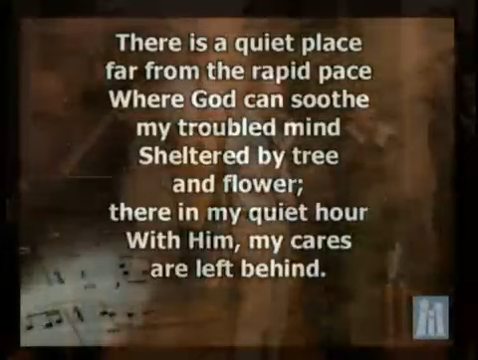 There is a quiet place
far from the rapid pace
Where God can soothe
my troubled mind
Sheltered by tree
and flower;
there in my quiet hour
With Him, my cares
are left behind.